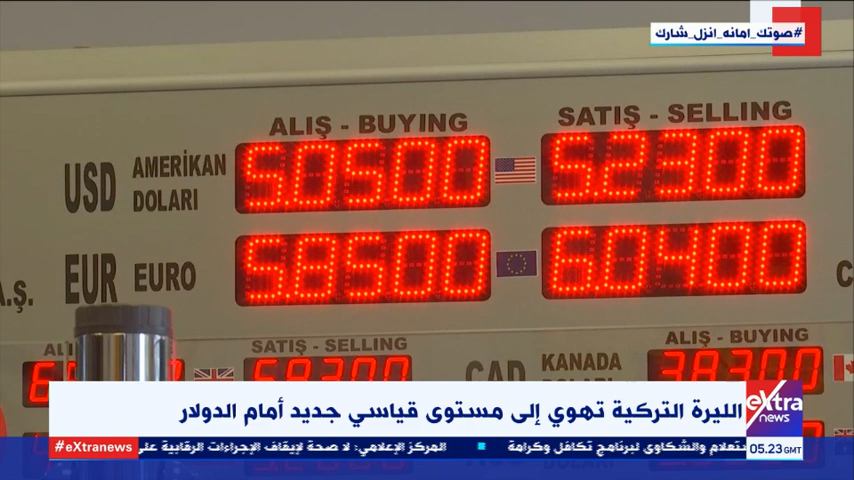 #صوتك_امانه_انزل_شارك
ALIŞ - BUYING
SATIŞ - SELLING
USD
AMERİKAN DOLARI
5.0500
5.2300
EUR
EURO
5.8500
6.0400
A.Ş.
SATIŞ - SELLING
ALIŞ - BUYING
CAD
KANADA
3.8300
الليرة التركية تهوي إلى مستوى قياسي جديد أمام الدولار
eXtra news
المركز الإعلامي: لا صحة لإيقاف الإجراءات الرقابية
والشكاوى لبرنامج تكافل وكرامة
#eXtranews
05.23 GMT